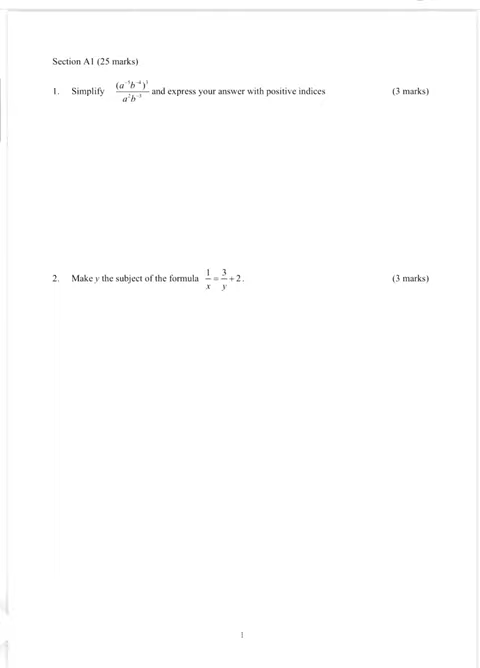 Section A1 (25 marks)
1. Simplify (a⁻⁵b⁻⁴)³ / a⁷b⁻³ and express your answer with positive indices (3 marks)
2. Make y the subject of the formula 1/x = 3/y + 2. (3 marks)
1